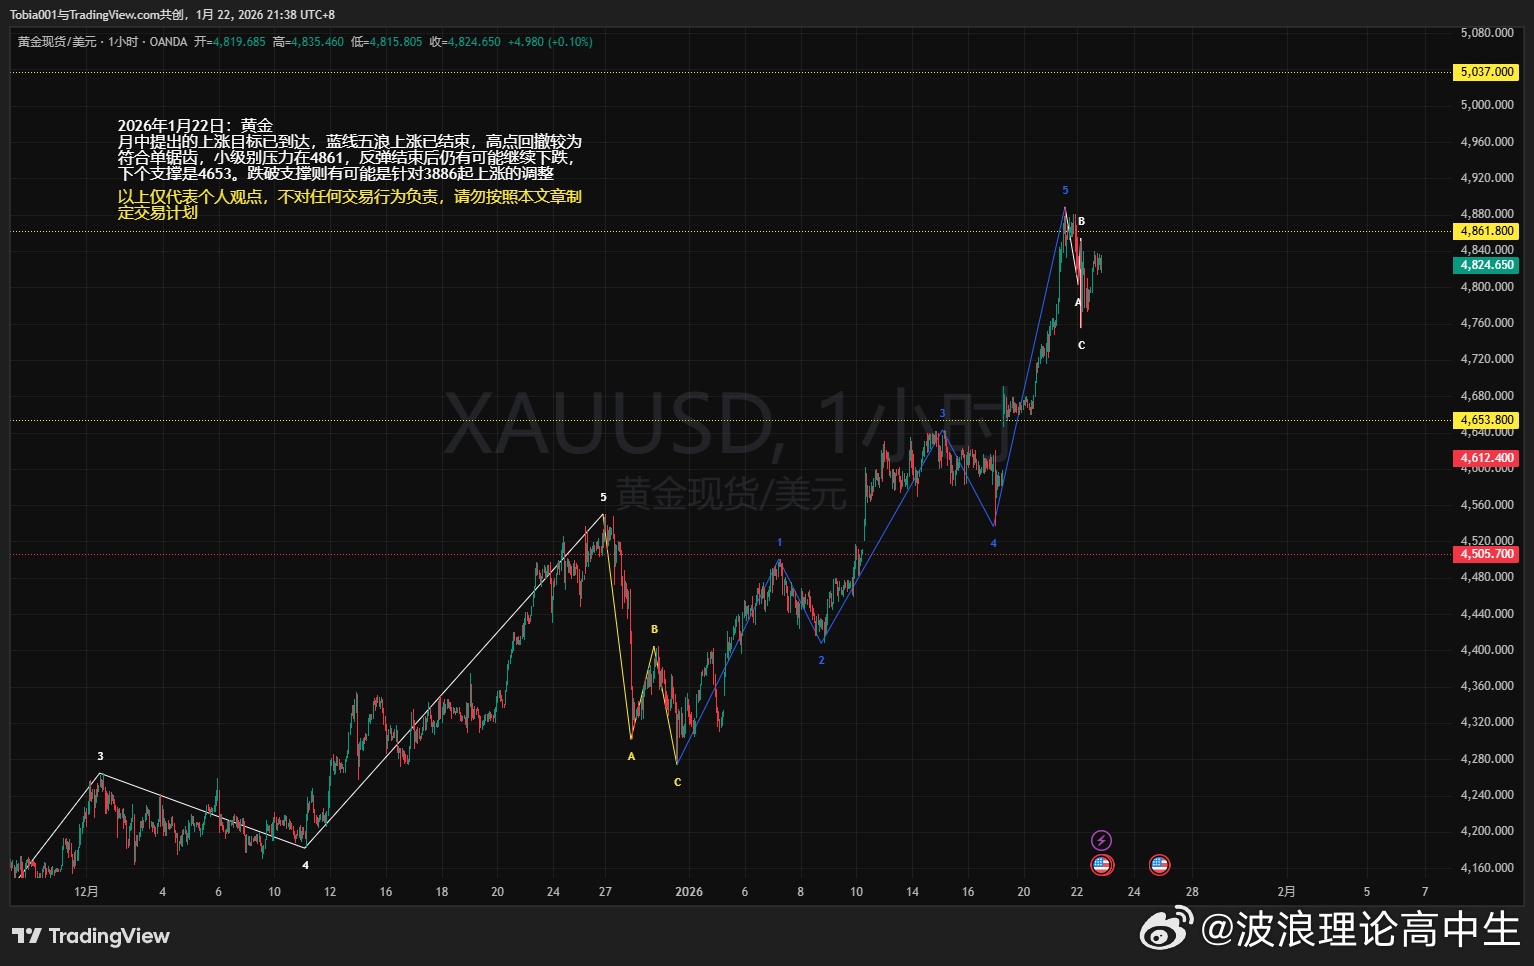 Tobia001与TradingView.com共创，1月 22, 2026 21:38 UTC+8
黄金现货/美元 · 1小时 · OANDA 开=4,819.685 高=4,835.460 低=4,815.805 收=4,824.650 +4.980 (+0.10%)
2026年1月22日：黄金
月中提出的上涨目标已到达，蓝线五浪上涨已结束，高点回撤较为
符合单锯齿，小级别压力在4861，反弹结束后仍有可能继续下跌，
下个支撑是4653。跌破支撑则有可能是针对3886起上涨的调整
以上仅代表个人观点，不对任何交易行为负责，请勿按照本文章制
定交易计划
XAUUSD, 1小时
黄金现货/美元
5,080.000
5,037.000
5,000.000
4,960.000
4,920.000
4,880.000
4,861.800
4,840.000
4,824.650
4,800.000
4,760.000
4,720.000
4,680.000
4,653.800
4,640.000
4,612.400
4,600.000
4,560.000
4,520.000
4,505.700
4,480.000
4,440.000
4,400.000
4,360.000
4,320.000
4,280.000
4,240.000
4,200.000
4,160.000
3
4
5
A
B
C
1
2
3
4
5
A
B
C
12月 4 6 10 12 16 18 20 24 27 2026 6 8 10 14 16 20 22 24 28 2月 5 7
TradingView
@波浪理论高中生